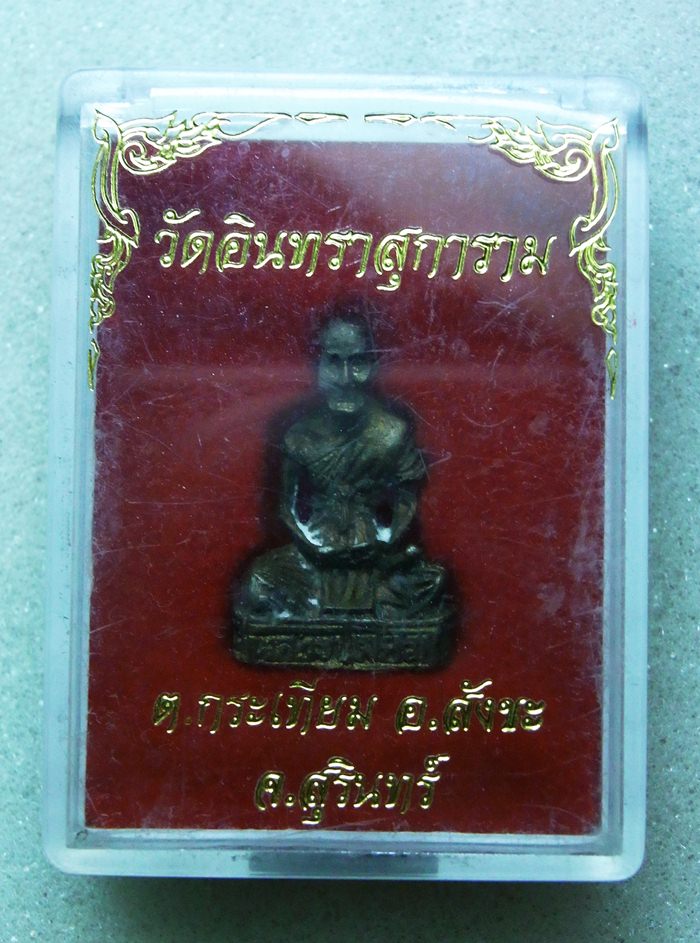 วัดอินทราสุการาม
ต.กระเทียม อ.สังขะ
จ.สุรินทร์